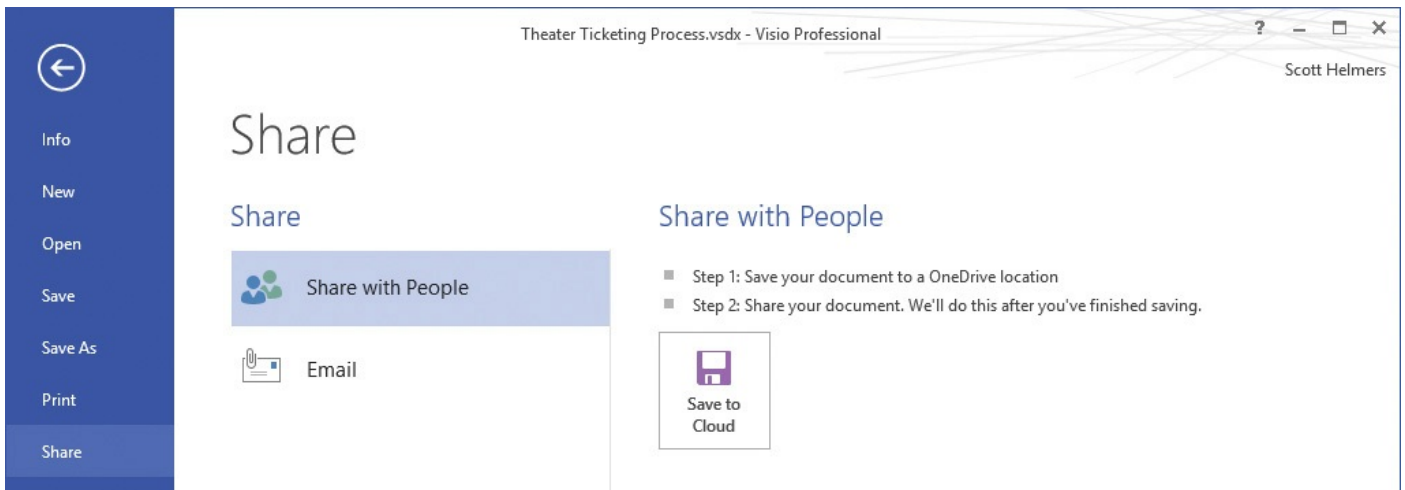 Theater Ticketing Process.vsdx - Visio Professional
?
Scott Helmers
Info
New
Open
Save
Save As
Print
Share
Share
Share
Share with People
Email
Share with People
Step 1: Save your document to a OneDrive location
Step 2: Share your document. We'll do this after you've finished saving.
Save to
Cloud